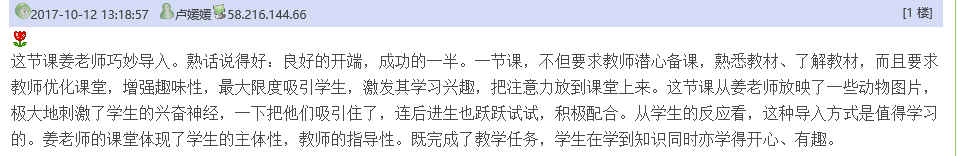 2017-10-12 13:18:57 卢媛媛 58.216.144.66 [1 楼]
这节课姜老师巧妙导入。熟话说得好：良好的开端，成功的一半。一节课，不但要求教师潜心备课，熟悉教材、了解教材，而且要求
教师优化课堂，增强趣味性，最大限度吸引学生，激发其学习兴趣，把注意力放到课堂上来。这节课从姜老师放映了一些动物图片，
极大地刺激了学生的兴奋神经，一下把他们吸引住了，连后进生也跃跃试试，积极配合。从学生的反应看，这种导入方式是值得学习
的。姜老师的课堂体现了学生的主体性，教师的指导性。既完成了教学任务，学生在学到知识同时亦学得开心、有趣。